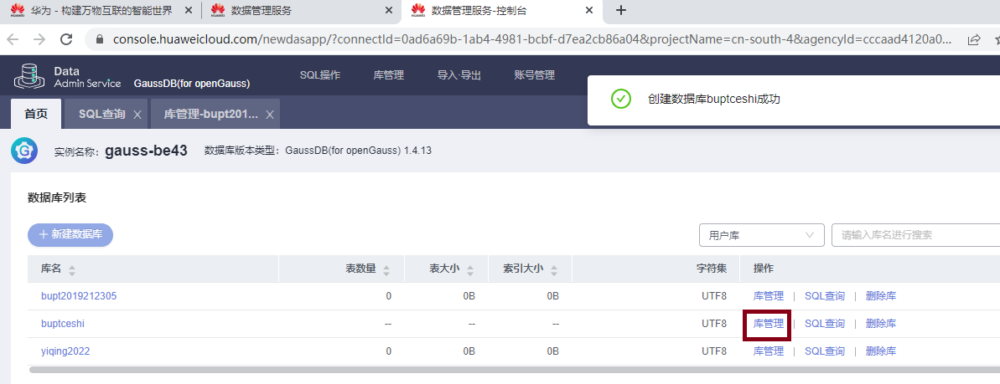 华为 - 构建万物互联的智能世界
数据管理服务
数据管理服务-控制台
console.huaweicloud.com/newdasapp/?connectId=0ad6a69b-1ab4-4981-bcbf-d7ea2cb86a04&projectName=cn-south-4&agencyId=cccaad4120a0...
Data
Admin Service
GaussDB(for openGauss)
SQL操作
库管理
导入·导出
账号管理
创建数据库buptceshi成功
首页
SQL查询
库管理-bupt201...
实例名称：
gauss-be43
数据库版本类型：GaussDB(for openGauss) 1.4.13
数据库列表
新建数据库
用户库
请输入库名进行搜索
库名 表数量 表大小 索引大小 字符集 操作
bupt2019212305 0 0B 0B UTF8 库管理 | SQL查询 | 删除库
buptceshi -- -- -- UTF8 库管理 | SQL查询 | 删除库
yiqing2022 0 0B 0B UTF8 库管理 | SQL查询 | 删除库